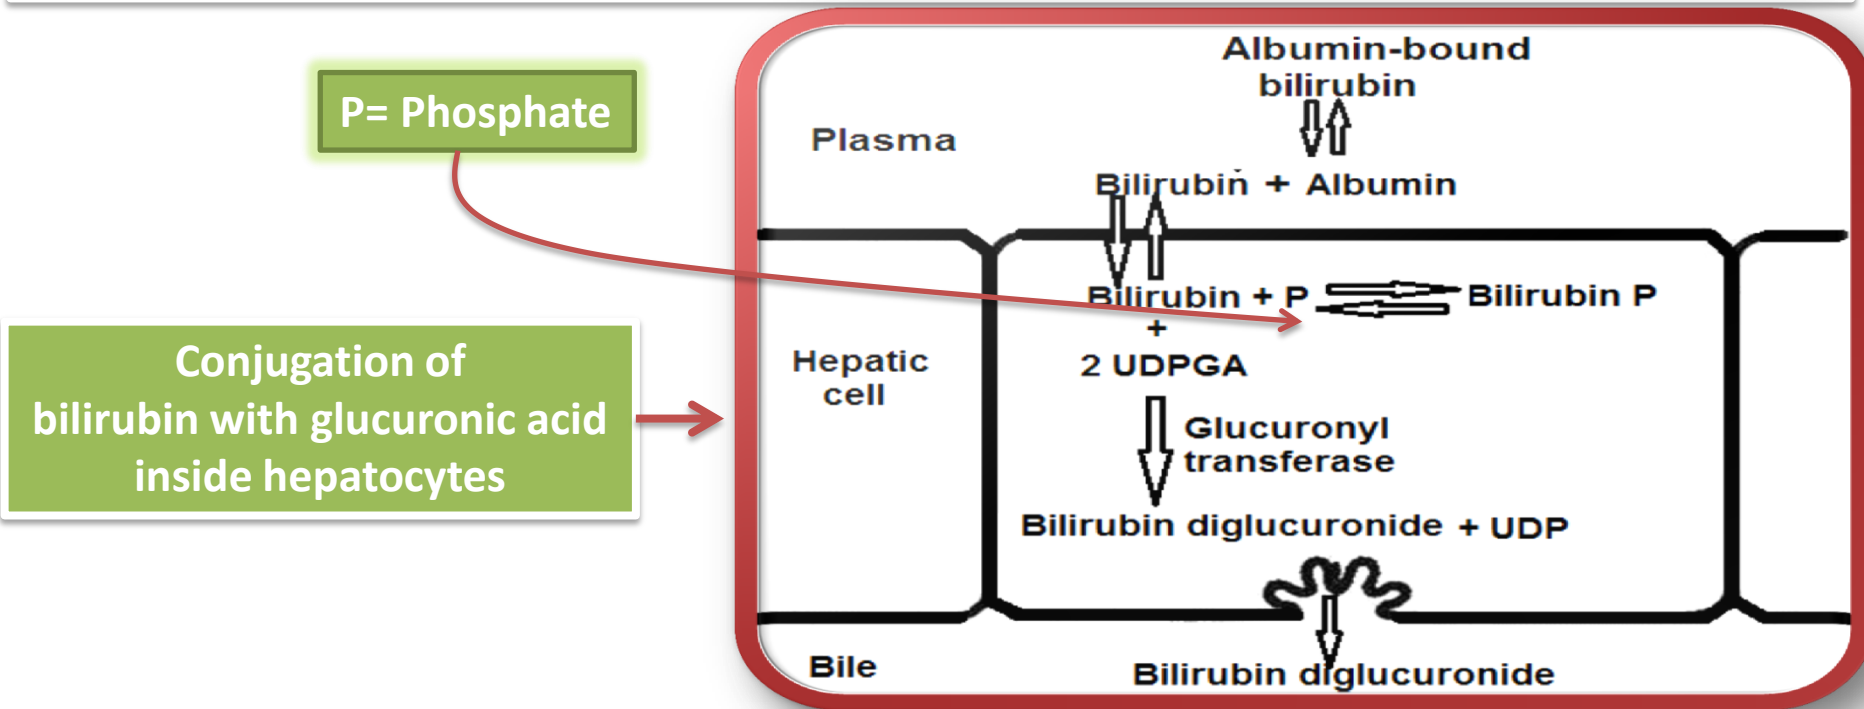 P= Phosphate
Conjugation of
bilirubin with glucuronic acid
inside hepatocytes
Albumin-bound
bilirubin
Plasma
Bilirubin + Albumin
Bilirubin + P
Bilirubin P
+
2 UDPGA
Hepatic
cell
Glucuronyl
transferase
Bilirubin diglucuronide + UDP
Bile
Bilirubin diglucuronide